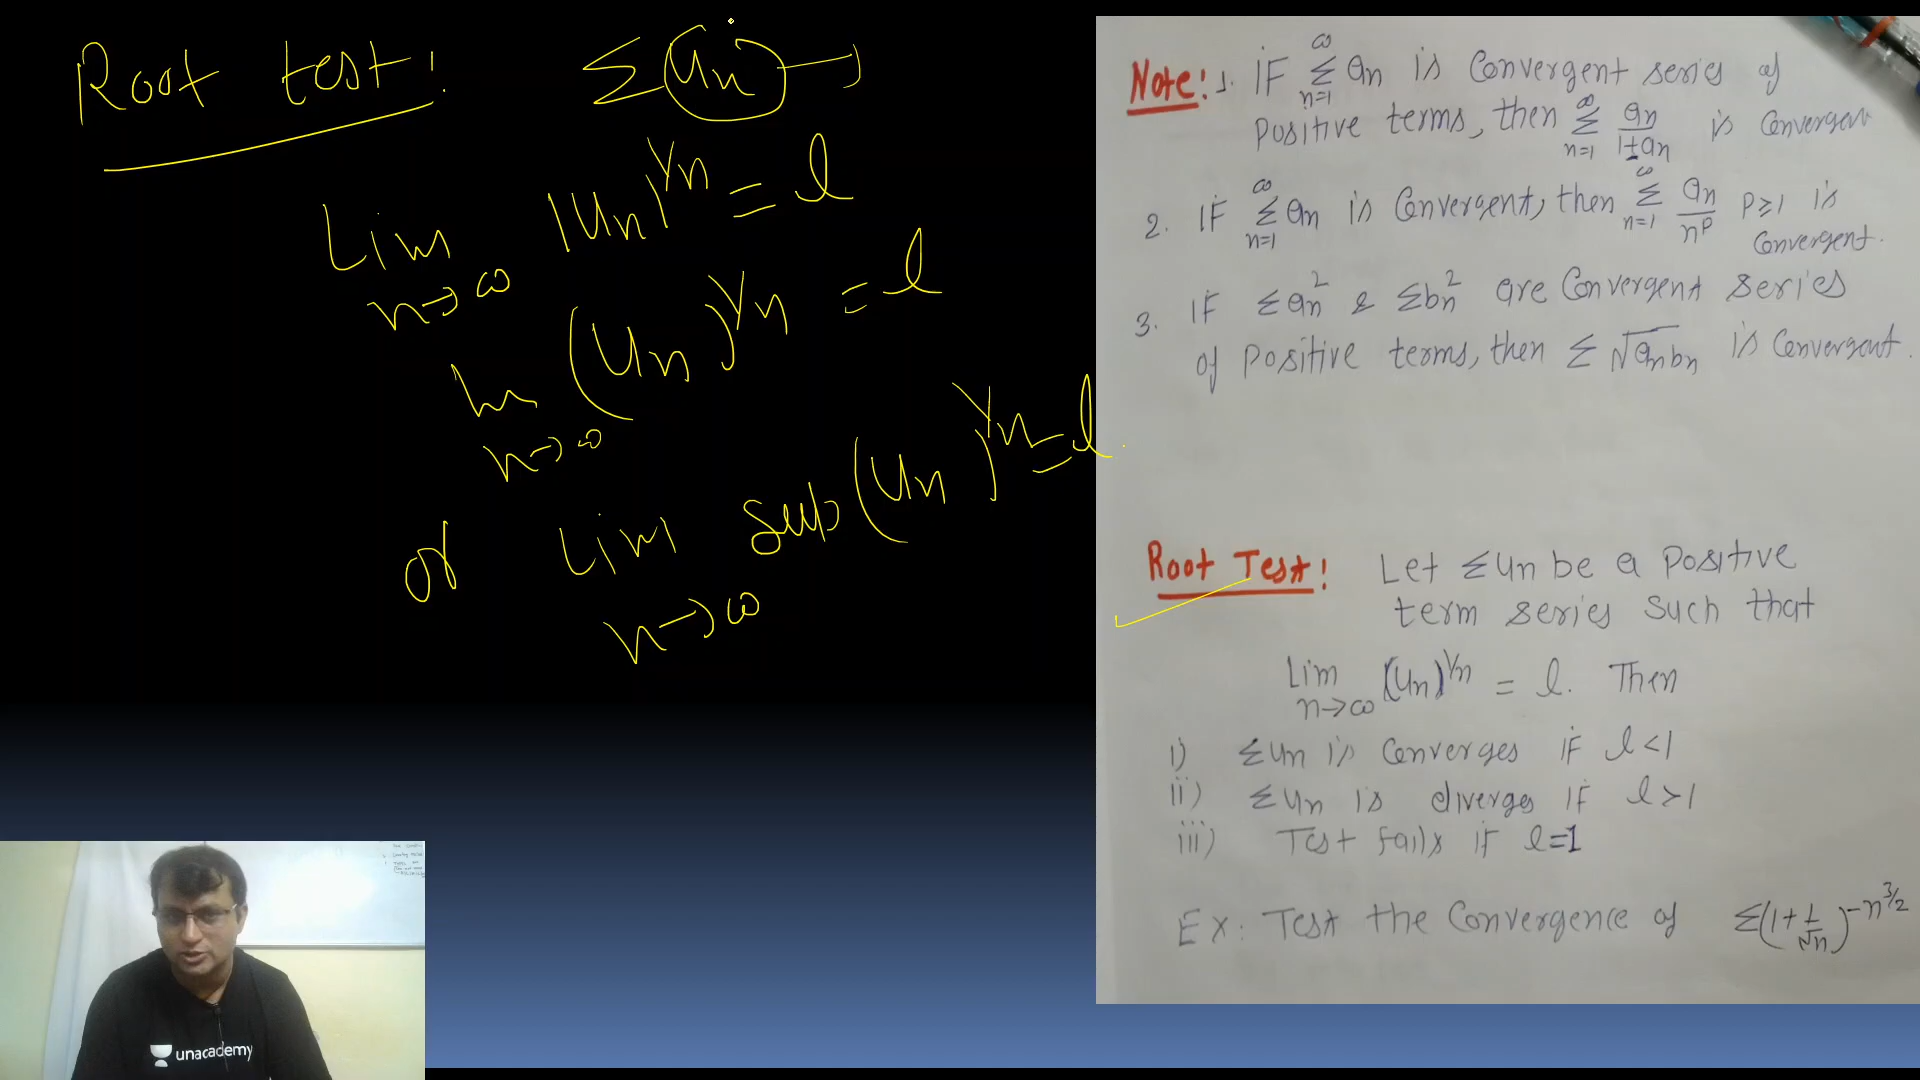 Root test: Σ(un) →
Lim n→∞ |un|^1/n = l
lim n→∞ (un)^1/n = l
or Lim sup n→∞ (un)^1/n = l
unacademy
Note: 1. IF Σ n=1 ∞ an is Convergent series of
positive terms, then Σ n=1 ∞ an/1±an is Convergent
2. IF Σ n=1 ∞ an is Convergent, then Σ n=1 ∞ an/n^p P≥1 is
Convergent.
3. IF Σan² & Σbn² are Convergent series
of positive terms, then Σ √anbn is Convergent.
Root Test: Let Σun be a positive
term series such that
Lim n→∞ (un)^1/n = l. Then
i) Σun is Converges if l<1
ii) Σun is diverges if l>1
iii) Test Fails if l=1
Ex: Test the Convergence of Σ(1+1/√n)^-n^3/2